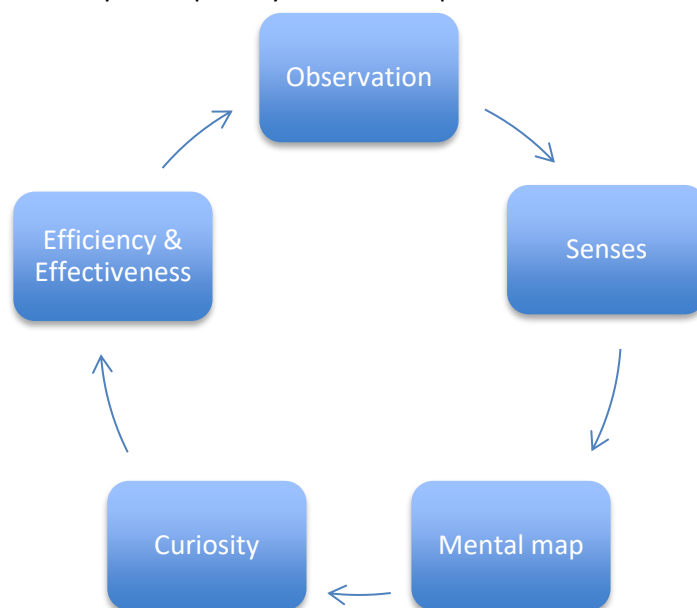 Observation
Senses
Mental map
Curiosity
Efficiency &
Effectiveness